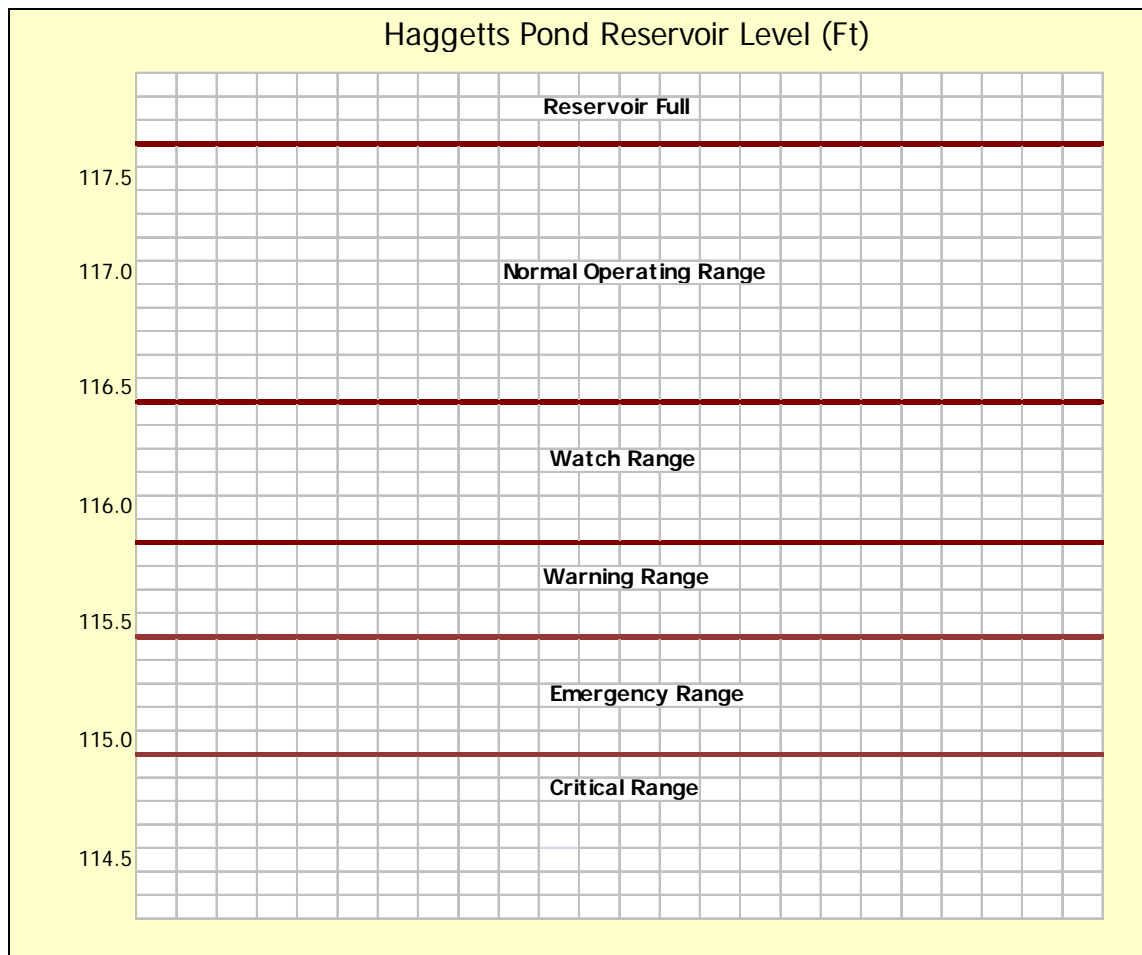 Haggetts Pond Reservoir Level (Ft)
Reservoir Full
117.5
117.0
Normal Operating Range
116.5
Watch Range
116.0
Warning Range
115.5
Emergency Range
115.0
Critical Range
114.5